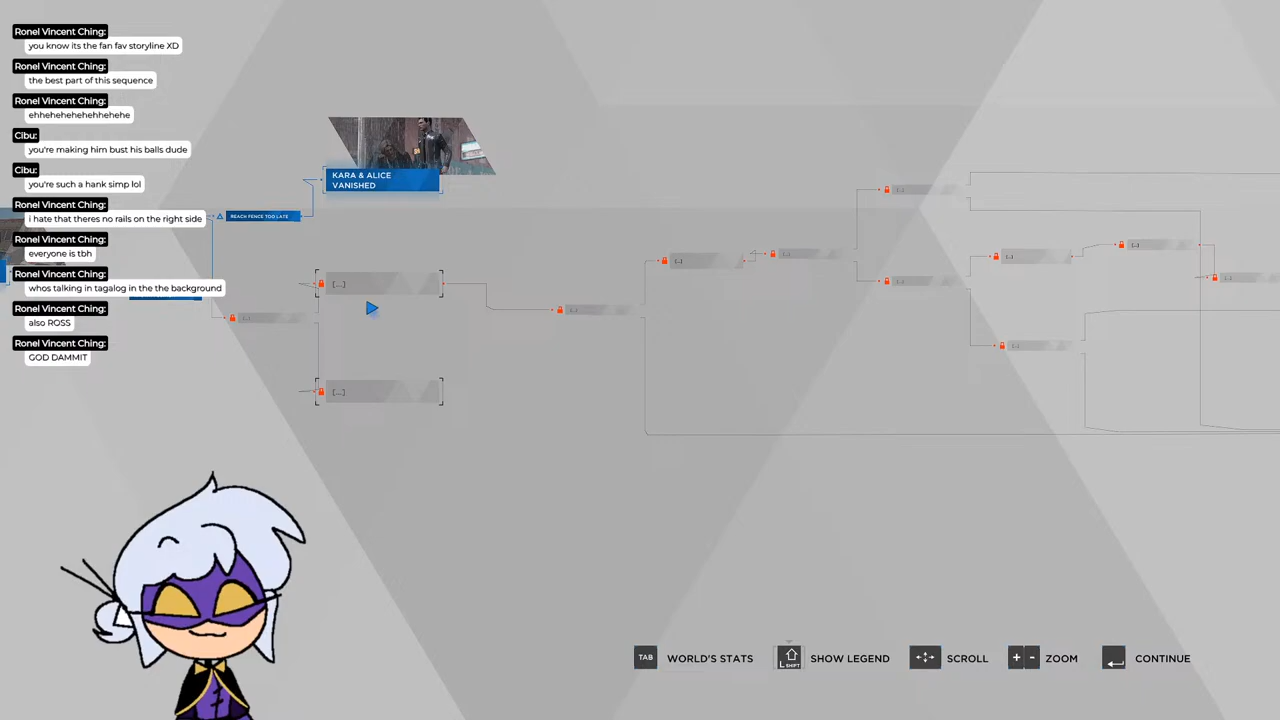 Ronel Vincent Ching:
you know its the fan fav storyline XD
Ronel Vincent Ching:
the best part of this sequence
Ronel Vincent Ching:
ehhehehehehehhehehe
Cibu:
you're making him bust his balls dude
Cibu:
you're such a hank simp lol
Ronel Vincent Ching:
i hate that theres no rails on the right side
Ronel Vincent Ching:
everyone is tbh
Ronel Vincent Ching:
whos talking in tagalog in the the background
Ronel Vincent Ching:
also ROSS
Ronel Vincent Ching:
GOD DAMMIT
KARA & ALICE
VANISHED
REACH FENCE TOO LATE
[...]
[...]
[...]
[...]
[...]
[...]
[...]
[...]
[...]
[...]
[...]
[...]
TAB WORLD'S STATS
L SHIFT SHOW LEGEND
SCROLL
+ - ZOOM
CONTINUE